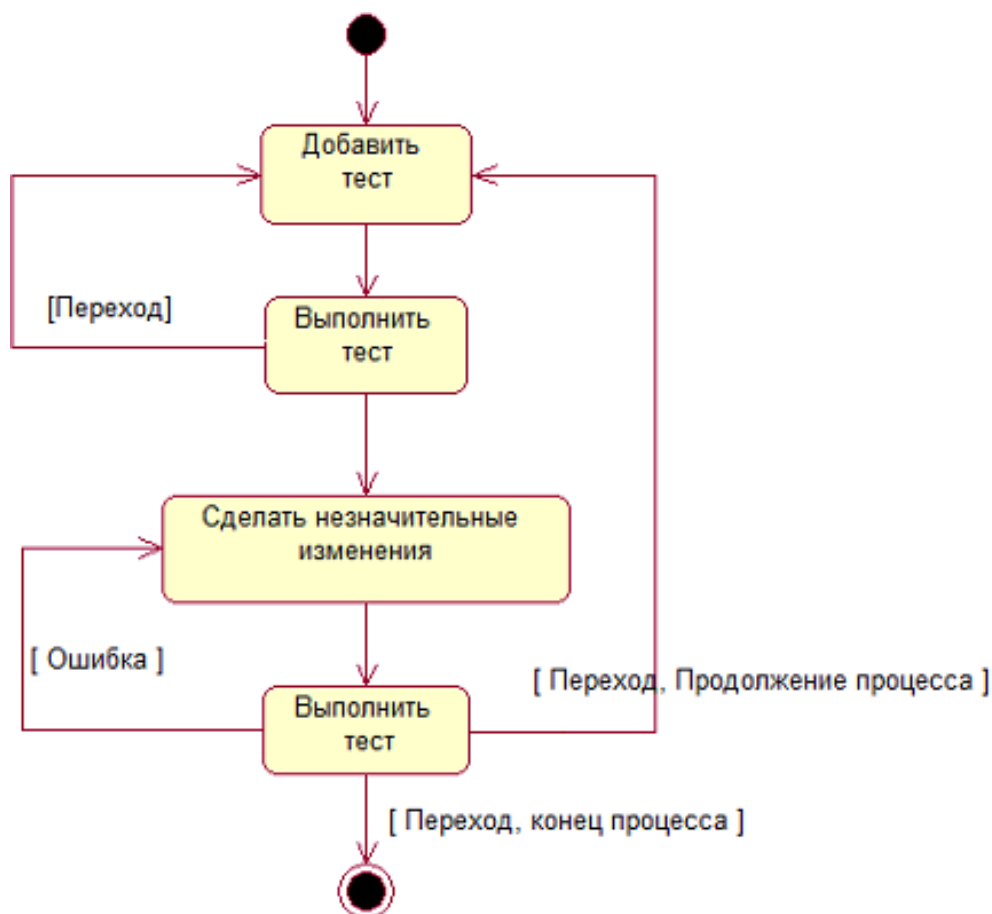 Добавить
тест
[Переход]
Выполнить
тест
Сделать незначительные
изменения
[ Ошибка ]
[ Переход, Продолжение процесса ]
Выполнить
тест
[ Переход, конец процесса ]